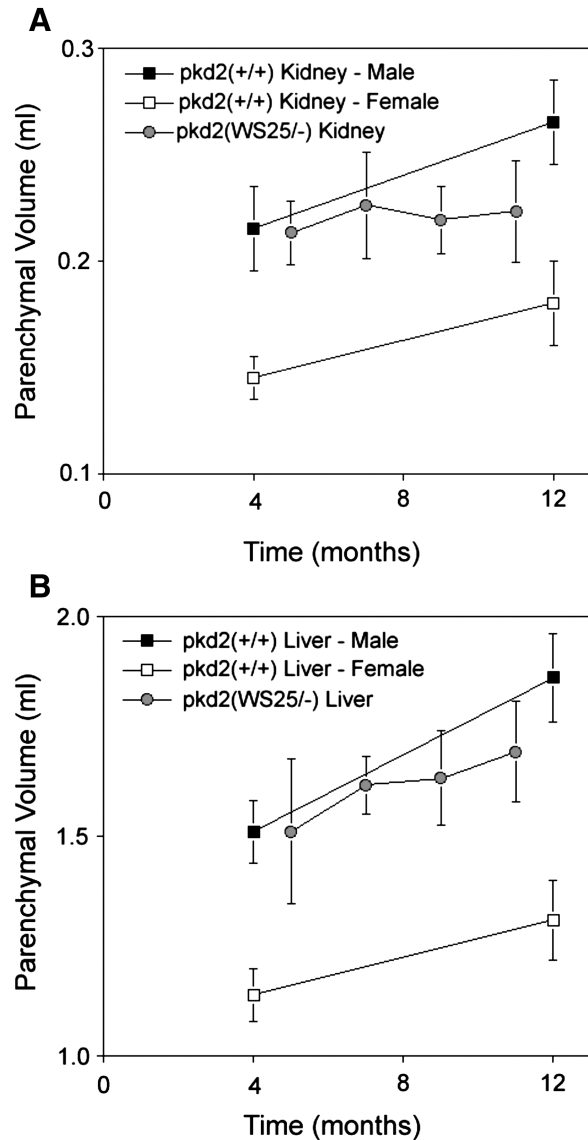 A
0.3
pkd2(+/+) Kidney - Male
pkd2(+/+) Kidney - Female
pkd2(WS25/-) Kidney
0.2
0.1
Parenchymal Volume (ml)
0 4 8 12
Time (months)
B
2.0
pkd2(+/+) Liver - Male
pkd2(+/+) Liver - Female
pkd2(WS25/-) Liver
1.5
1.0
Parenchymal Volume (ml)
0 4 8 12
Time (months)